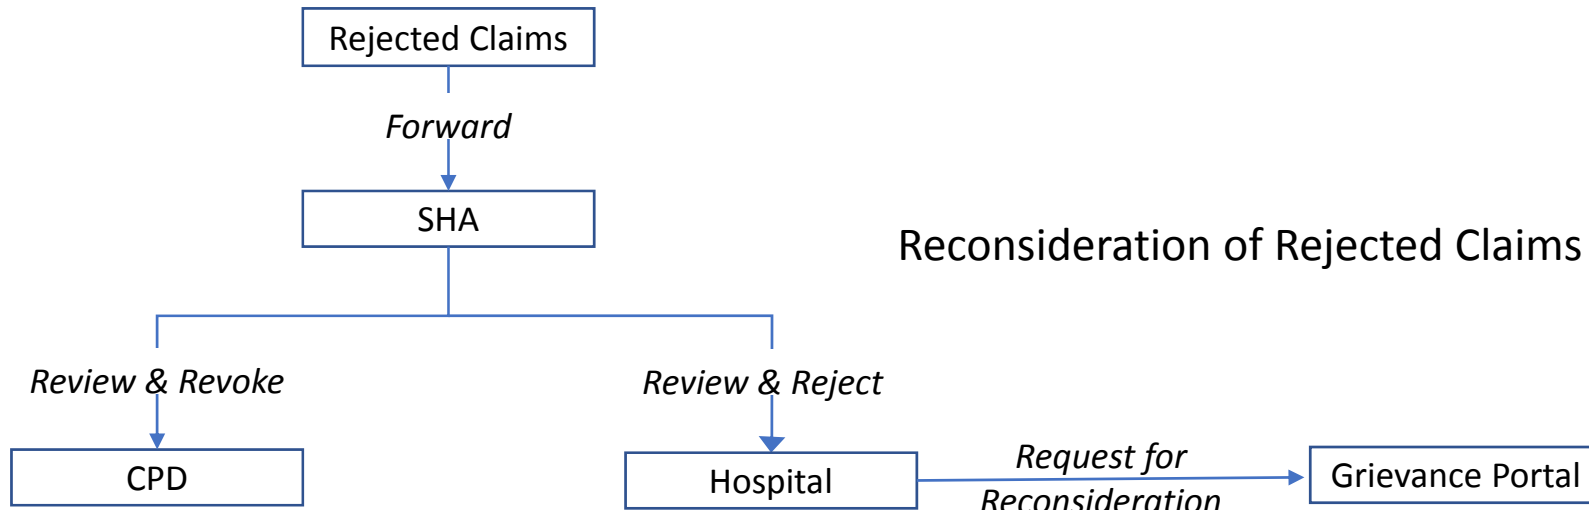 Rejected Claims
Forward
SHA
Reconsideration of Rejected Claims
Review & Revoke
Review & Reject
CPD
Hospital
Request for
Reconsideration
Grievance Portal